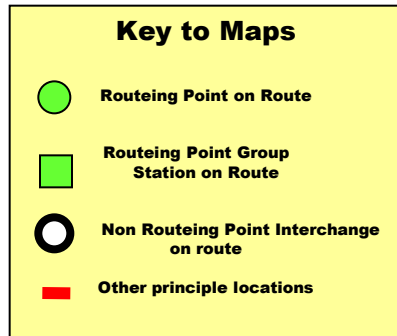 Key to Maps
Routeing Point on Route
Routeing Point Group
Station on Route
Non Routeing Point Interchange
on route
Other principle locations